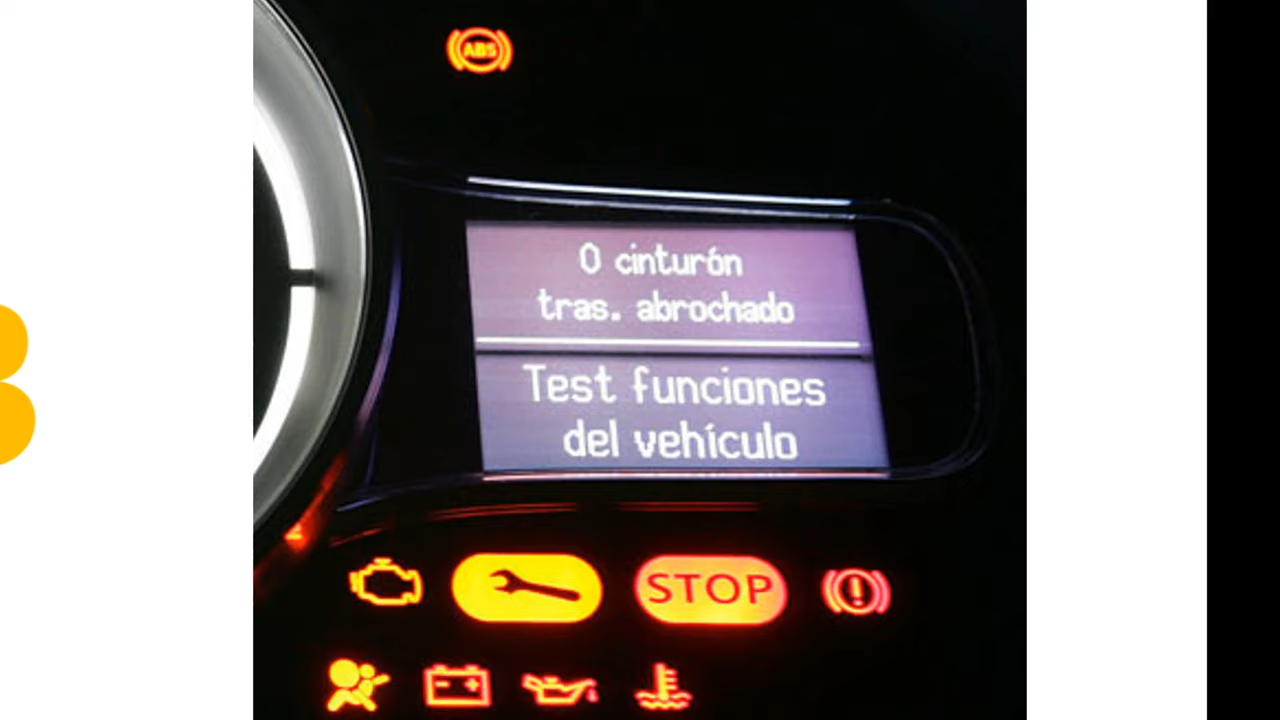 ABS
0 cinturón
tras. abrochado
Test funciones
del vehículo
STOP